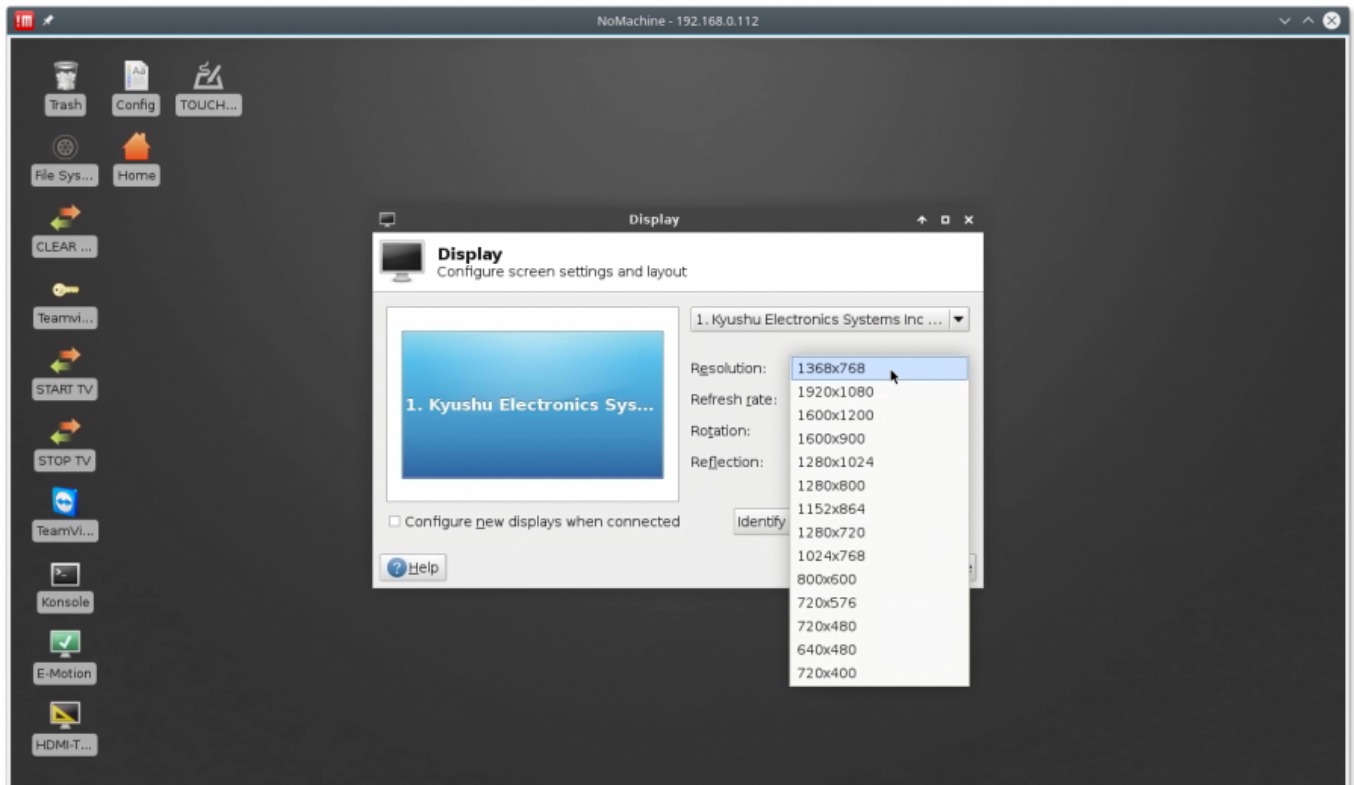 NoMachine - 192.168.0.112
Trash
Config
TOUCH...
File Sys...
Home
CLEAR ...
Teamvi...
START TV
STOP TV
TeamVi...
Konsole
E-Motion
HDMI-T...
Display
Display
Configure screen settings and layout
1. Kyushu Electronics Sys...
1. Kyushu Electronics Systems Inc ...
Resolution:
Refresh rate:
Rotation:
Reflection:
1368x768
1920x1080
1600x1200
1600x900
1280x1024
1280x800
1152x864
1280x720
1024x768
800x600
720x576
720x480
640x480
720x400
Configure new displays when connected
Identify
Help